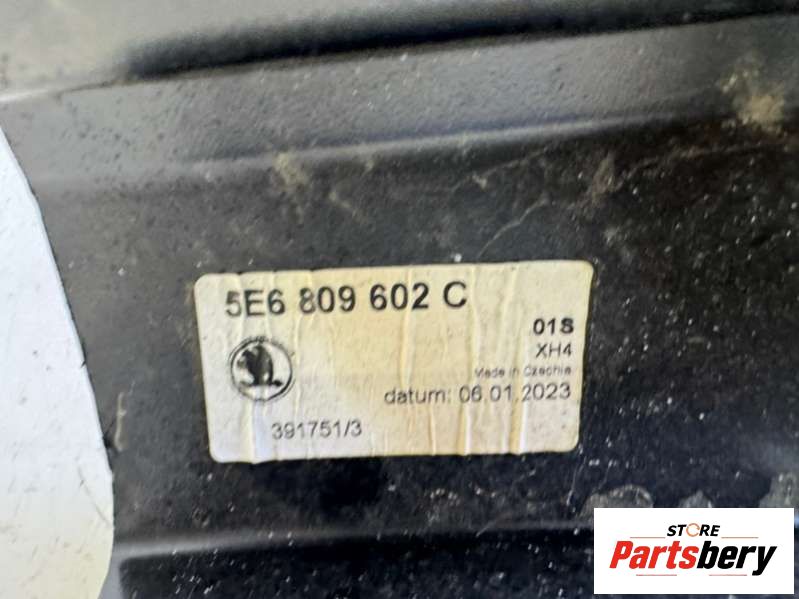 5E6 809 602 C
01S
XH4
Made in Czechia
datum: 06.01.2023
391751/3
STORE
Partsbery